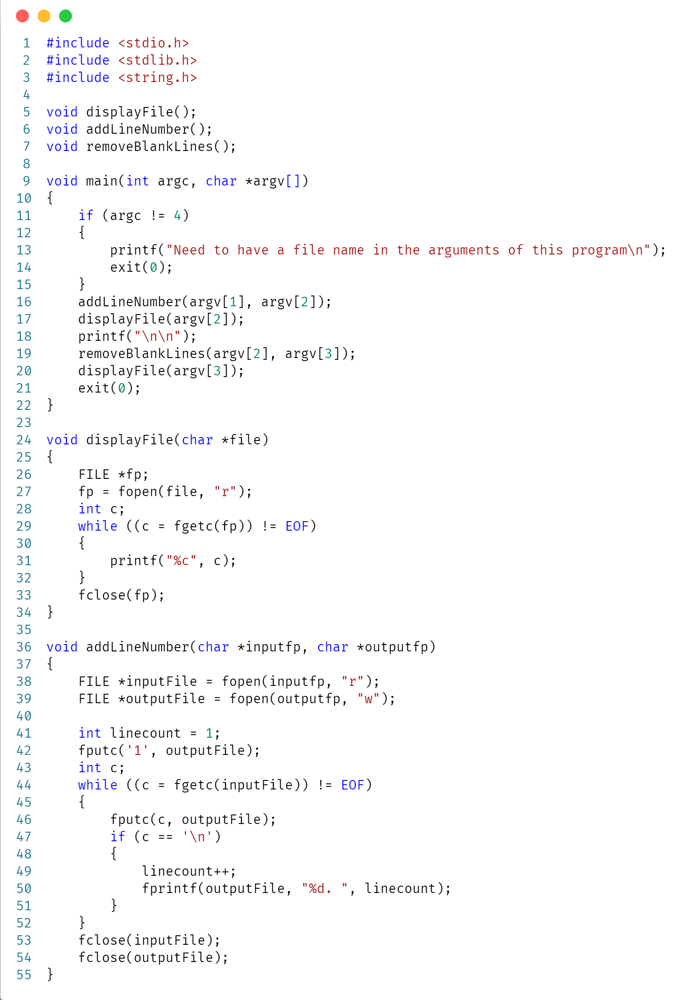 1 #include <stdio.h>
2 #include <stdlib.h>
3 #include <string.h>
4
5 void displayFile();
6 void addLineNumber();
7 void removeBlankLines();
8
9 void main(int argc, char *argv[])
10 {
11     if (argc != 4)
12     {
13         printf("Need to have a file name in the arguments of this program\n");
14         exit(0);
15     }
16     addLineNumber(argv[1], argv[2]);
17     displayFile(argv[2]);
18     printf("\n\n");
19     removeBlankLines(argv[2], argv[3]);
20     displayFile(argv[3]);
21     exit(0);
22 }
23
24 void displayFile(char *file)
25 {
26     FILE *fp;
27     fp = fopen(file, "r");
28     int c;
29     while ((c = fgetc(fp)) != EOF)
30     {
31         printf("%c", c);
32     }
33     fclose(fp);
34 }
35
36 void addLineNumber(char *inputfp, char *outputfp)
37 {
38     FILE *inputFile = fopen(inputfp, "r");
39     FILE *outputFile = fopen(outputfp, "w");
40
41     int linecount = 1;
42     fputc('1', outputFile);
43     int c;
44     while ((c = fgetc(inputFile)) != EOF)
45     {
46         fputc(c, outputFile);
47         if (c == '\n')
48         {
49             linecount++;
50             fprintf(outputFile, "%d. ", linecount);
51         }
52     }
53     fclose(inputFile);
54     fclose(outputFile);
55 }